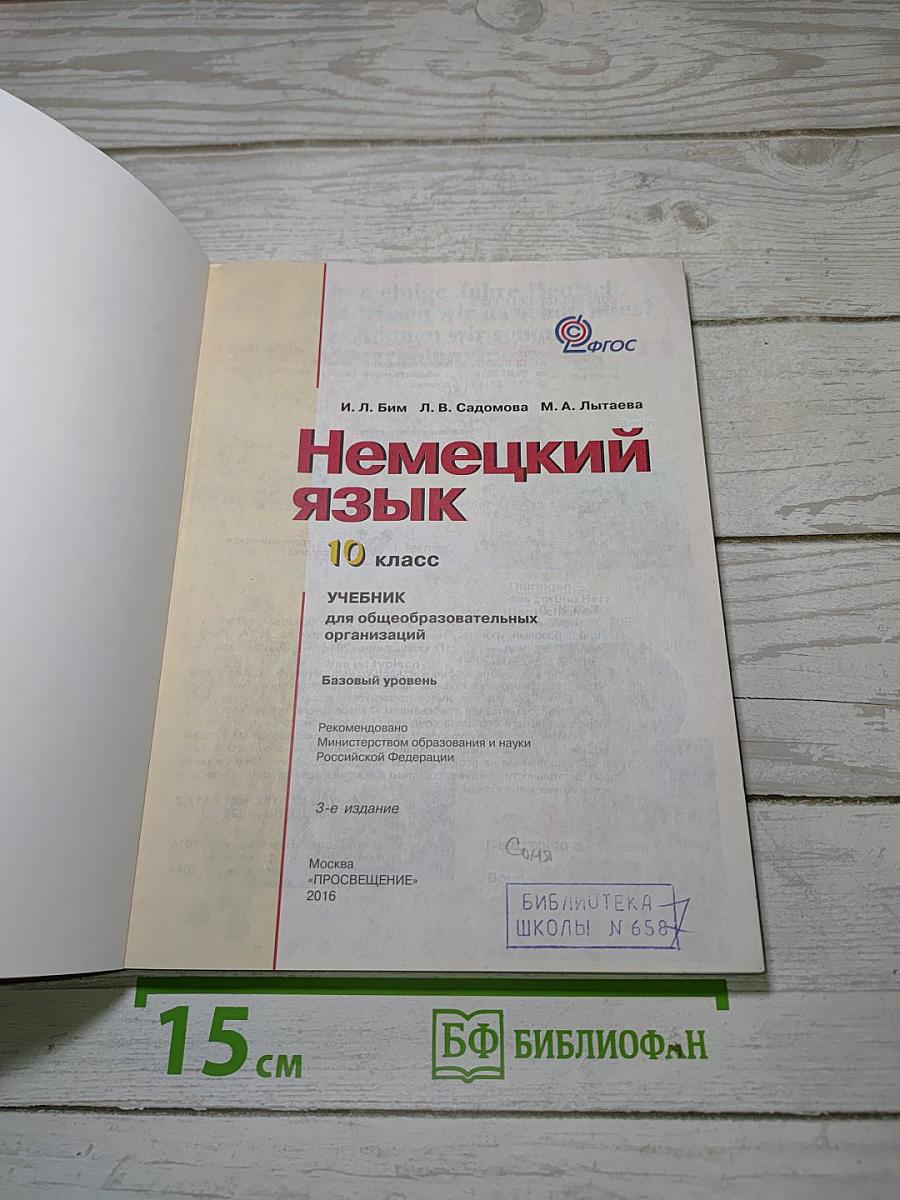 ФГОС
И. Л. Бим Л. В. Садомова М. А. Лытаева
Немецкий
язык
10 класс
УЧЕБНИК
для общеобразовательных
организаций
Базовый уровень
Рекомендовано
Министерством образования и науки
Российской Федерации
3-е издание
Соня
Москва
«ПРОСВЕЩЕНИЕ»
2016
БИБЛИОТЕКА
ШКОЛЫ N 658
15 см
БФ БИБЛИОФАН